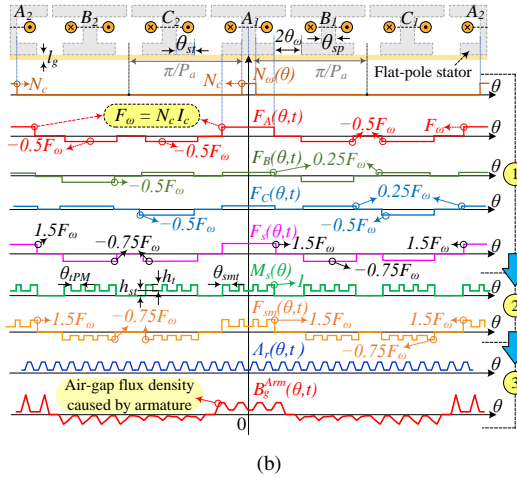 A₂ B₂ C₂ A₁ B₁ C₁ A₂
θst 2θω θsp
lg π/Pₐ π/Pₐ Flat-pole stator
Nc Nc Nω(θ) θ
Fω = Nc Ic FA(θ,t) Fω θ
−0.5Fω −0.5Fω −0.5Fω
FB(θ,t) 0.25Fω θ
−0.5Fω 1
FC(θ,t) 0.25Fω θ
−0.5Fω −0.5Fω
1.5Fω −0.75Fω Fs(θ,t) 1.5Fω 1.5Fω θ
−0.75Fω
θtPM hst ht θsmt Ms(θ,t) 1 θ
2
−0.75Fω Fsm(θ,t)
1.5Fω 1.5Fω 1.5Fω θ
−0.75Fω
Λr(θ,t) θ
Air-gap flux density
caused by armature BgArm(θ,t) 3
θ
0
(b)